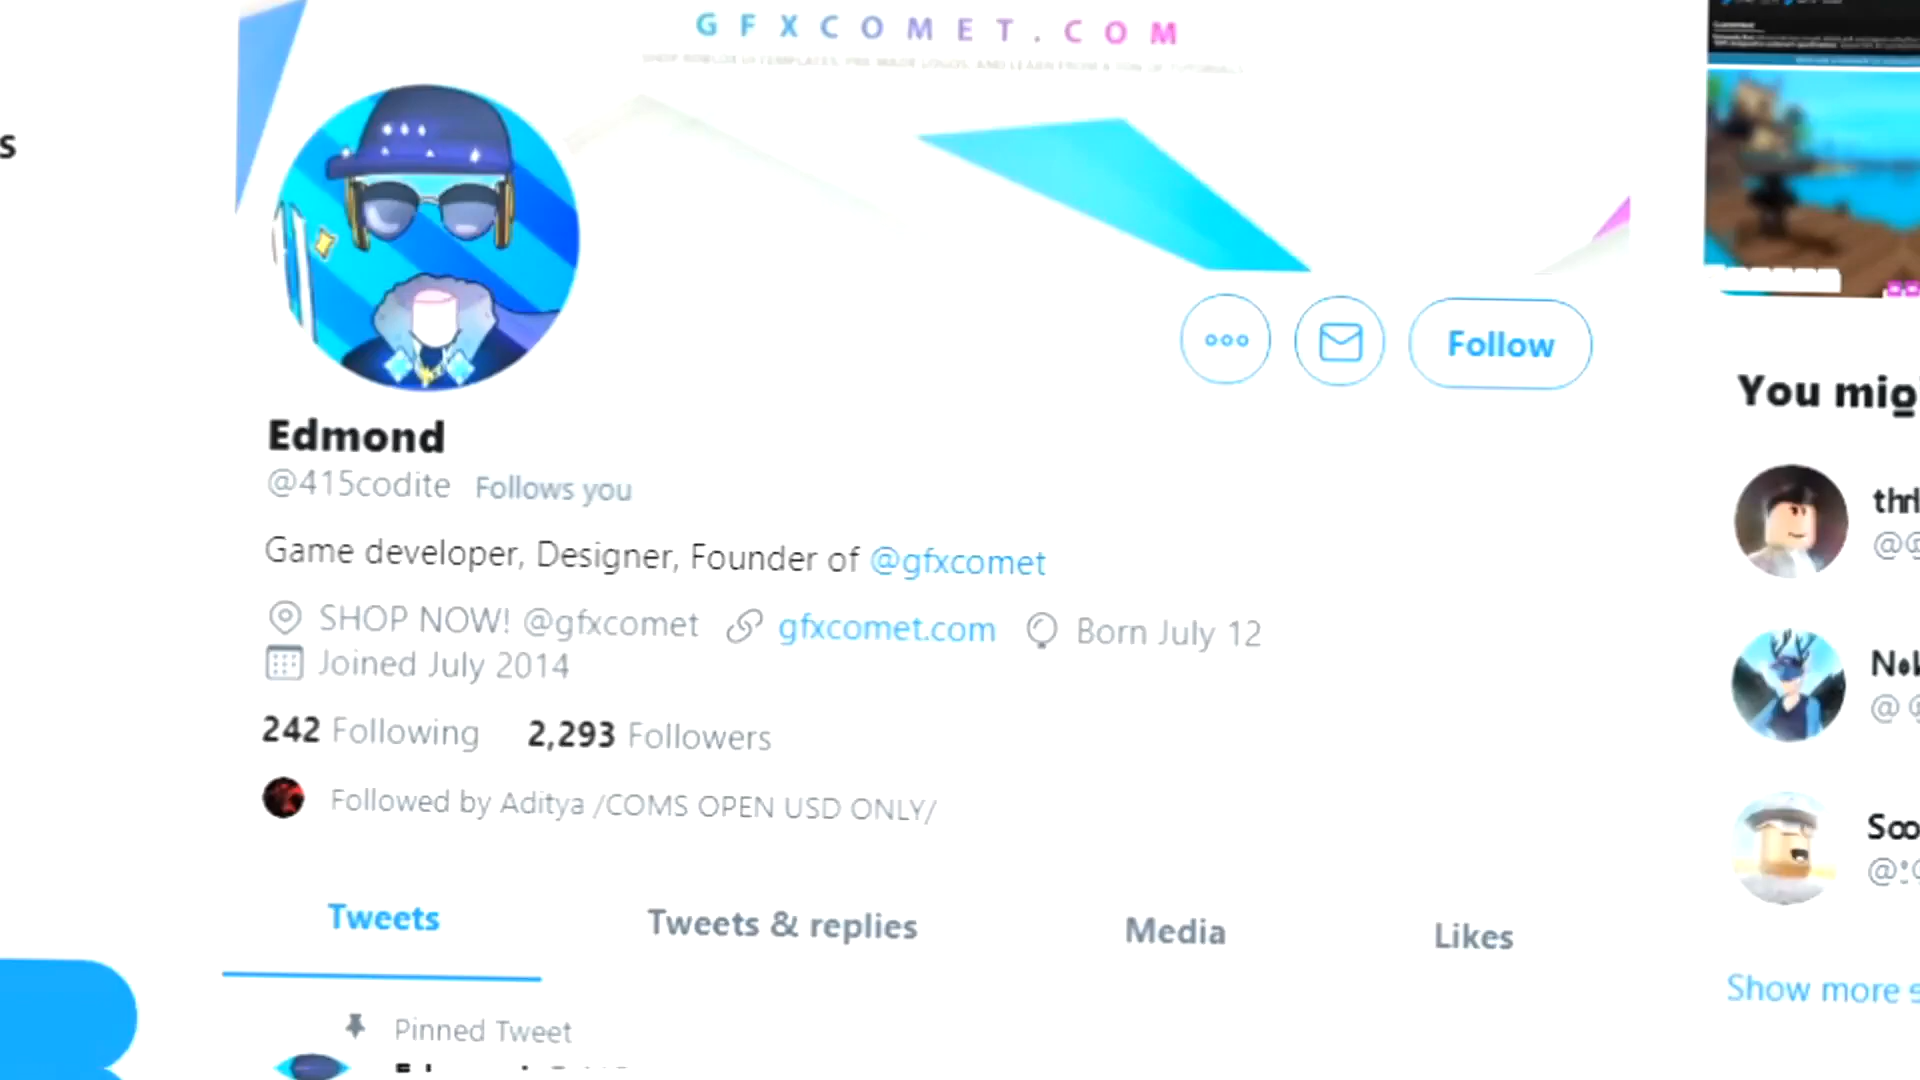 GFXCOMET.COM
s
Follow
Edmond
@415codite Follows you
Game developer, Designer, Founder of @gfxcomet
SHOP NOW! @gfxcomet gfxcomet.com Born July 12
Joined July 2014
242 Following 2,293 Followers
Followed by Aditya /COMS OPEN USD ONLY/
Tweets Tweets & replies Media Likes
Pinned Tweet
You mig
Show more s